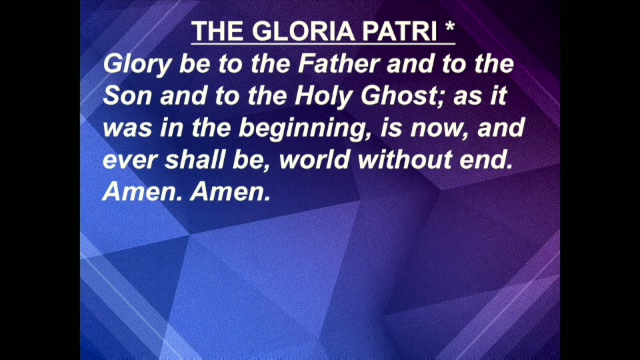 THE GLORIA PATRI *
Glory be to the Father and to the
Son and to the Holy Ghost; as it
was in the beginning, is now, and
ever shall be, world without end.
Amen. Amen.